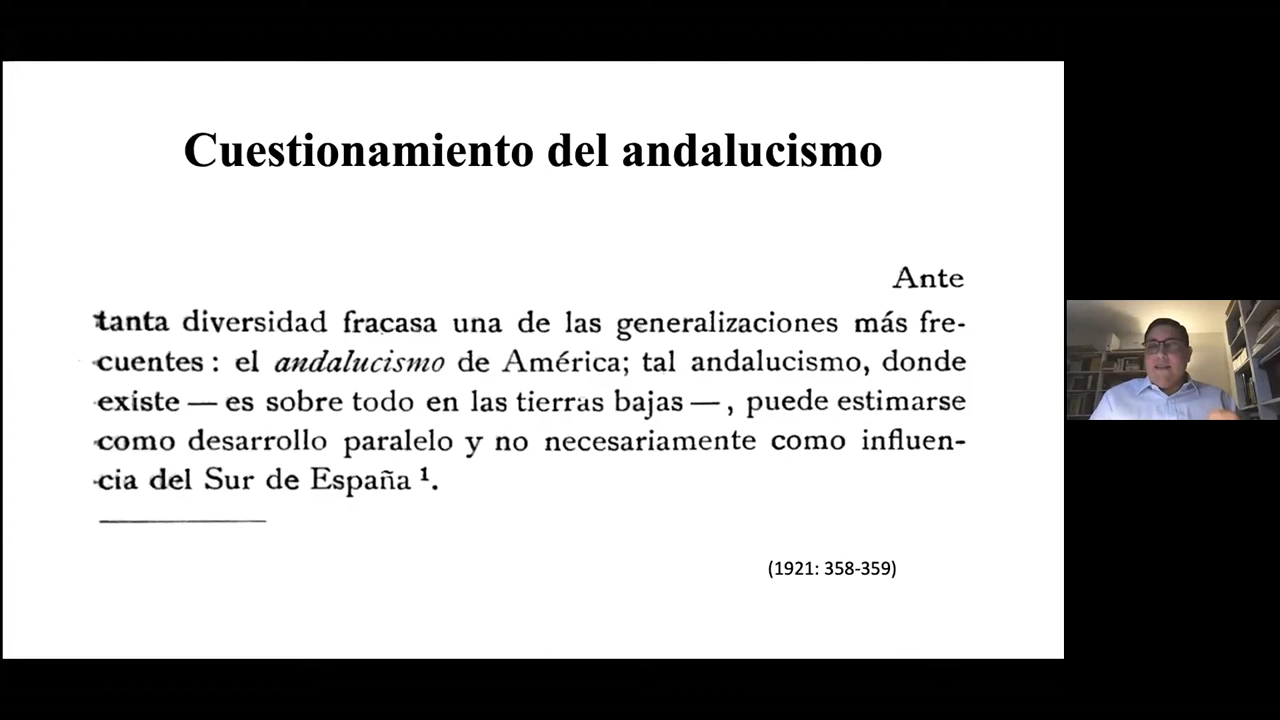 Cuestionamiento del andalucismo
Ante
tanta diversidad fracasa una de las generalizaciones más fre-
cuentes : el andalucismo de América; tal andalucismo, donde
existe — es sobre todo en las tierras bajas —, puede estimarse
como desarrollo paralelo y no necesariamente como influen-
cia del Sur de España ¹.
(1921: 358-359)